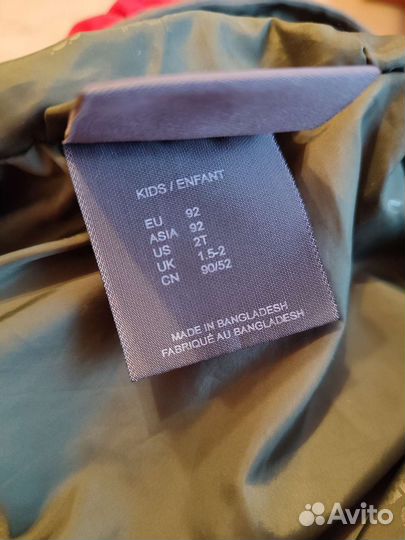 KIDS / ENFANT
EU 92
ASIA 92
US 2T
UK 1.5-2
CN 90/52
MADE IN BANGLADESH
FABRIQUÉ AU BANGLADESH
Avito